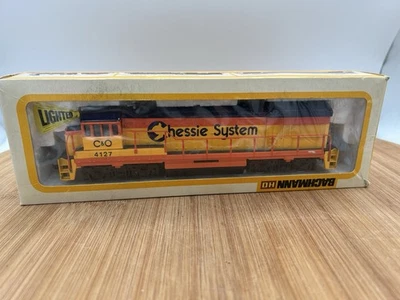 LIGHTED
Chessie System
C&O
4127
BACHMANN HO